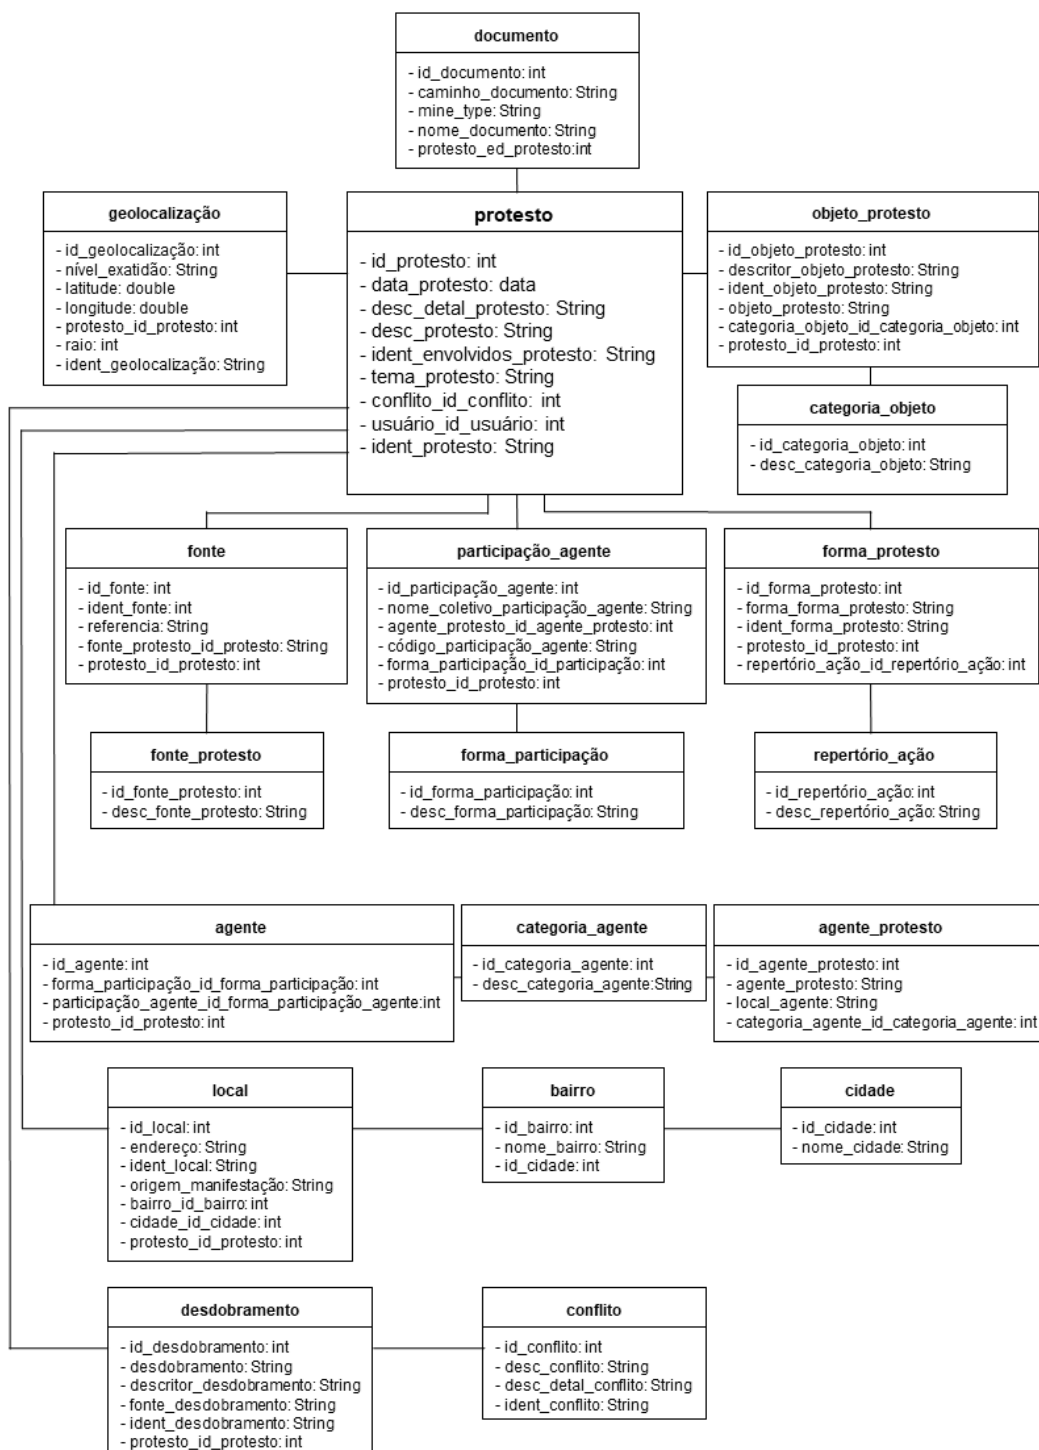 documento
- id_documento: int
- caminho_documento: String
- mine_type: String
- nome_documento: String
- protesto_ed_protesto:int
geolocalização
- id_geolocalização: int
- nível_exatidão: String
- latitude: double
- longitude: double
- protesto_id_protesto: int
- raio: int
- ident_geolocalização: String
protesto
- id_protesto: int
- data_protesto: data
- desc_detal_protesto: String
- desc_protesto: String
- ident_envolvidos_protesto: String
- tema_protesto: String
- conflito_id_conflito: int
- usuário_id_usuário: int
- ident_protesto: String
objeto_protesto
- id_objeto_protesto: int
- descritor_objeto_protesto: String
- ident_objeto_protesto: String
- objeto_protesto: String
- categoria_objeto_id_categoria_objeto: int
- protesto_id_protesto: int
categoria_objeto
- id_categoria_objeto: int
- desc_categoria_objeto: String
fonte
- id_fonte: int
- ident_fonte: int
- referencia: String
- fonte_protesto_id_protesto: String
- protesto_id_protesto: int
participação_agente
- id_participação_agente: int
- nome_coletivo_participação_agente: String
- agente_protesto_id_agente_protesto: int
- código_participação_agente: String
- forma_participação_id_participação: int
- protesto_id_protesto: int
forma_protesto
- id_forma_protesto: int
- forma_forma_protesto: String
- ident_forma_protesto: String
- protesto_id_protesto: int
- repertório_ação_id_repertório_ação: int
fonte_protesto
- id_fonte_protesto: int
- desc_fonte_protesto: String
forma_participação
- id_forma_participação: int
- desc_forma_participação: String
repertório_ação
- id_repertório_ação: int
- desc_repertório_ação: String
agente
- id_agente: int
- forma_participação_id_forma_participação: int
- participação_agente_id_forma_participação_agente:int
- protesto_id_protesto: int
categoria_agente
- id_categoria_agente: int
- desc_categoria_agente:String
agente_protesto
- id_agente_protesto: int
- agente_protesto: String
- local_agente: String
- categoria_agente_id_categoria_agente: int
local
- id_local: int
- endereço: String
- ident_local: String
- origem_manifestação: String
- bairro_id_bairro: int
- cidade_id_cidade: int
- protesto_id_protesto: int
bairro
- id_bairro: int
- nome_bairro: String
- id_cidade: int
cidade
- id_cidade: int
- nome_cidade: String
desdobramento
- id_desdobramento: int
- desdobramento: String
- descritor_desdobramento: String
- fonte_desdobramento: String
- ident_desdobramento: String
- protesto_id_protesto: int
conflito
- id_conflito: int
- desc_conflito: String
- desc_detal_conflito: String
- ident_conflito: String